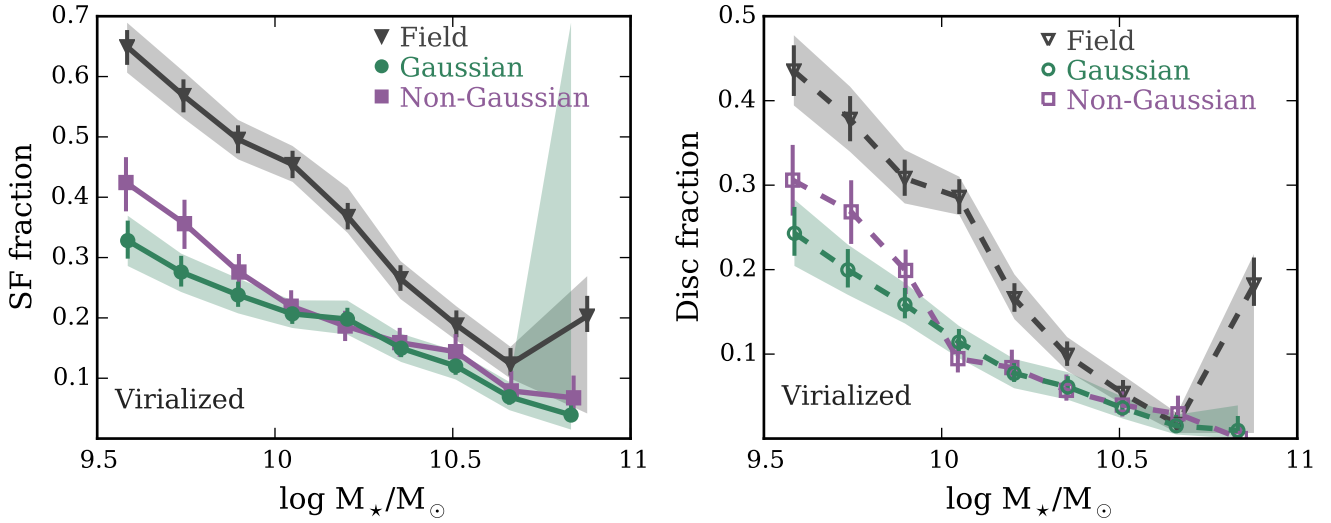 0.7
0.6
0.5
0.4
0.3
0.2
0.1
SF fraction
Field
Gaussian
Non-Gaussian
Virialized
9.5 10 10.5 11
log M⋆/M☉
0.5
0.4
0.3
0.2
0.1
Disc fraction
Field
Gaussian
Non-Gaussian
Virialized
9.5 10 10.5 11
log M⋆/M☉